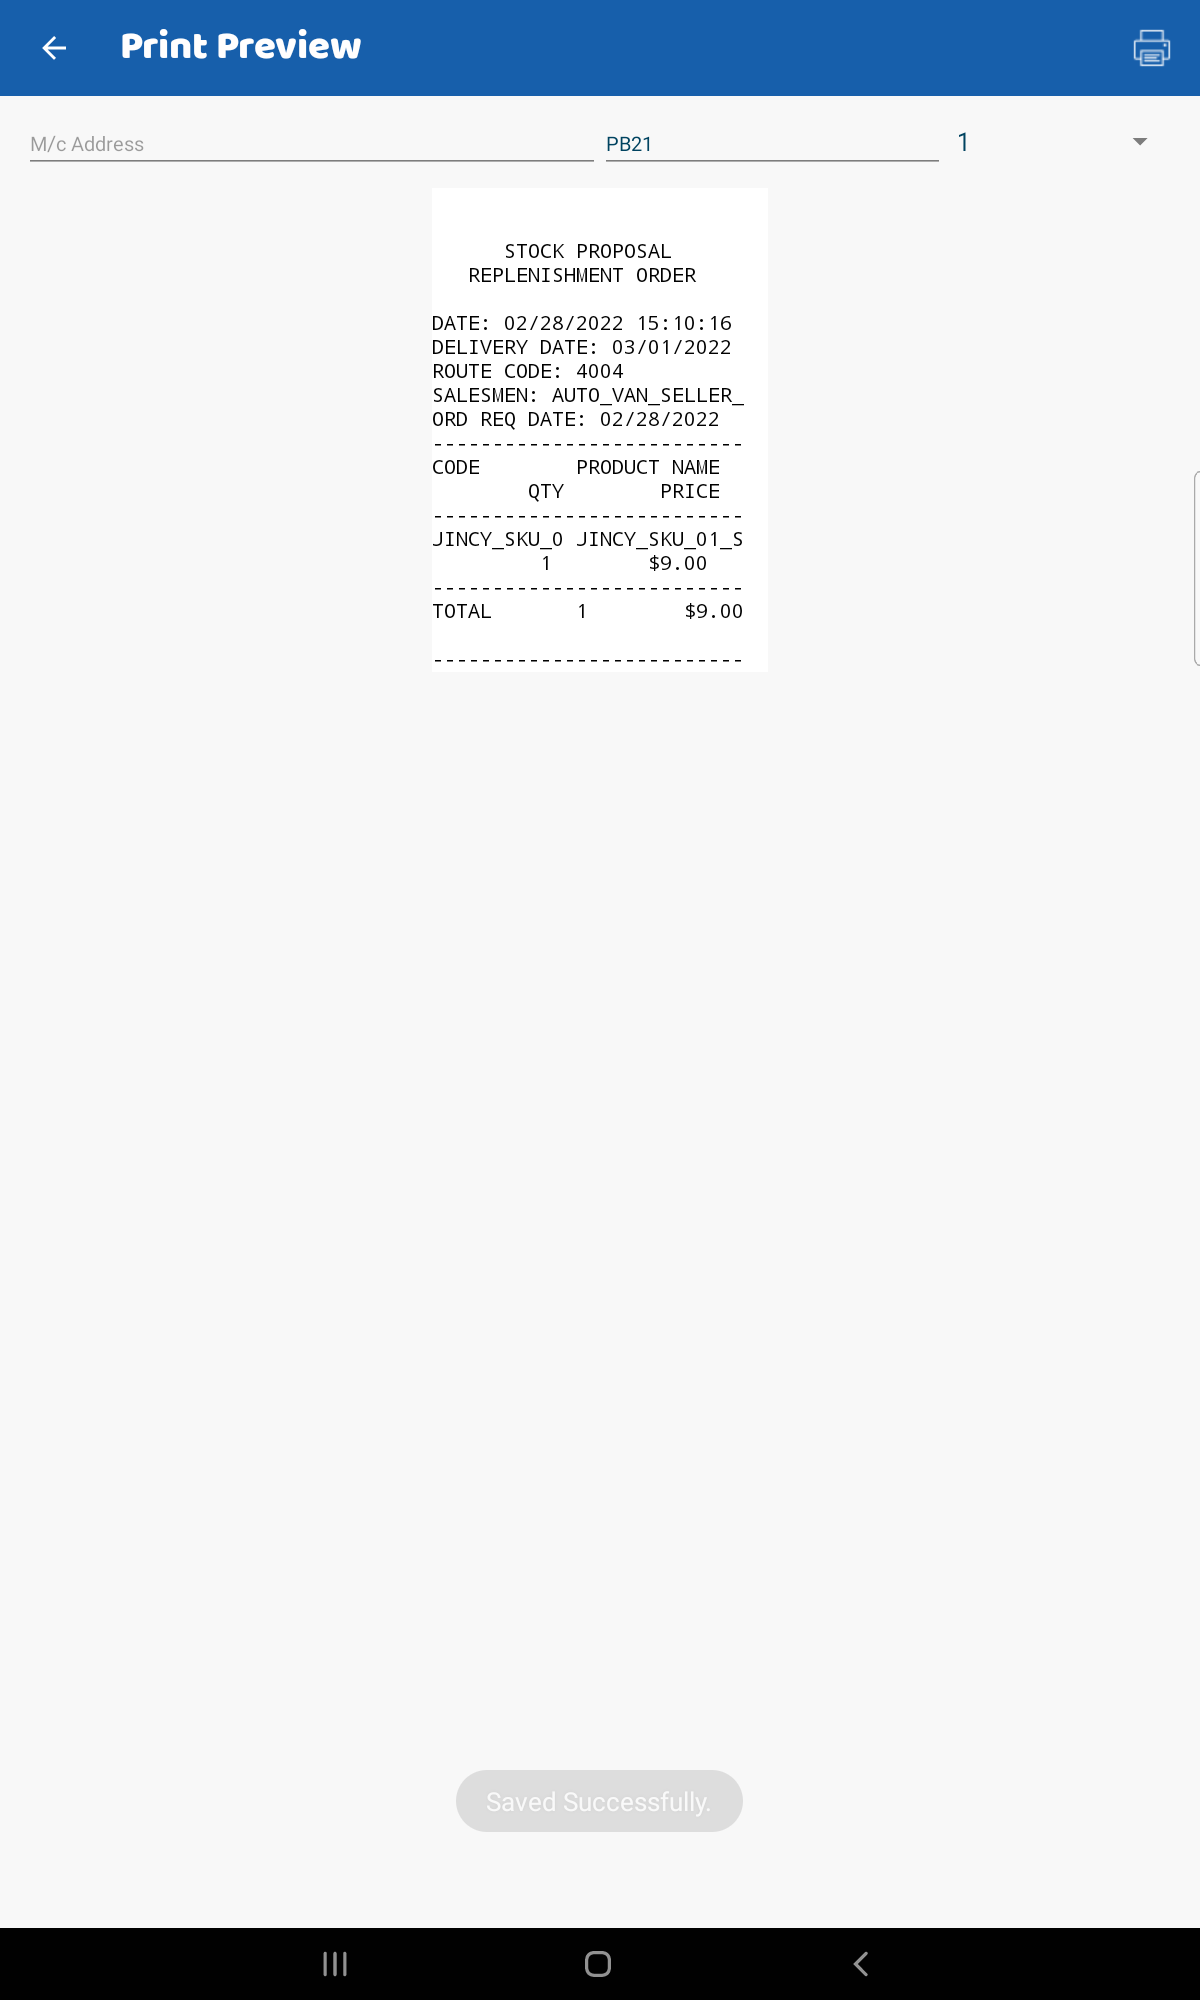 Print Preview
M/c Address PB21 1
STOCK PROPOSAL
REPLENISHMENT ORDER
DATE: 02/28/2022 15:10:16
DELIVERY DATE: 03/01/2022
ROUTE CODE: 4004
SALESMEN: AUTO_VAN_SELLER_
ORD REQ DATE: 02/28/2022
--------------------------
CODE        PRODUCT NAME
QTY        PRICE
--------------------------
JINCY_SKU_0 JINCY_SKU_01_S
1        $9.00
--------------------------
TOTAL       1        $9.00
--------------------------
Saved Successfully.